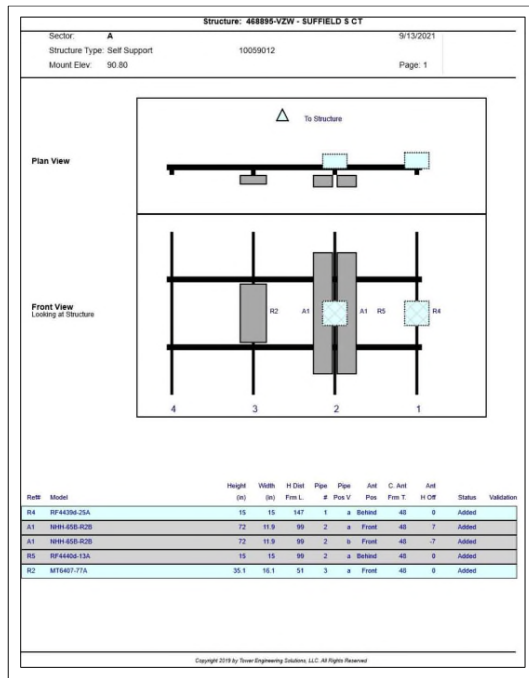 Structure: 468895-VZW - SUFFIELD S CT
Sector: A 9/13/2021
Structure Type: Self Support 10059012
Mount Elev: 90.80 Page: 1
To Structure
Plan View
Front View
Looking at Structure
R2 A1 A1 R5 R4
4 3 2 1
Height Width H Dist Pipe Pipe Ant C. Ant Ant
Ref# Model (in) (in) Frm L. # Pos V Pos Frm T. H Off Status Validation
R4 RF4439d-25A 15 15 147 1 a Behind 48 0 Added
A1 NHH-65B-R2B 72 11.9 99 2 a Front 48 7 Added
A1 NHH-65B-R2B 72 11.9 99 2 b Front 48 -7 Added
R5 RF4440d-13A 15 15 99 2 a Behind 48 0 Added
R2 MT6407-77A 35.1 16.1 51 3 a Front 48 0 Added
Copyright 2019 by Tower Engineering Solutions, LLC. All Rights Reserved